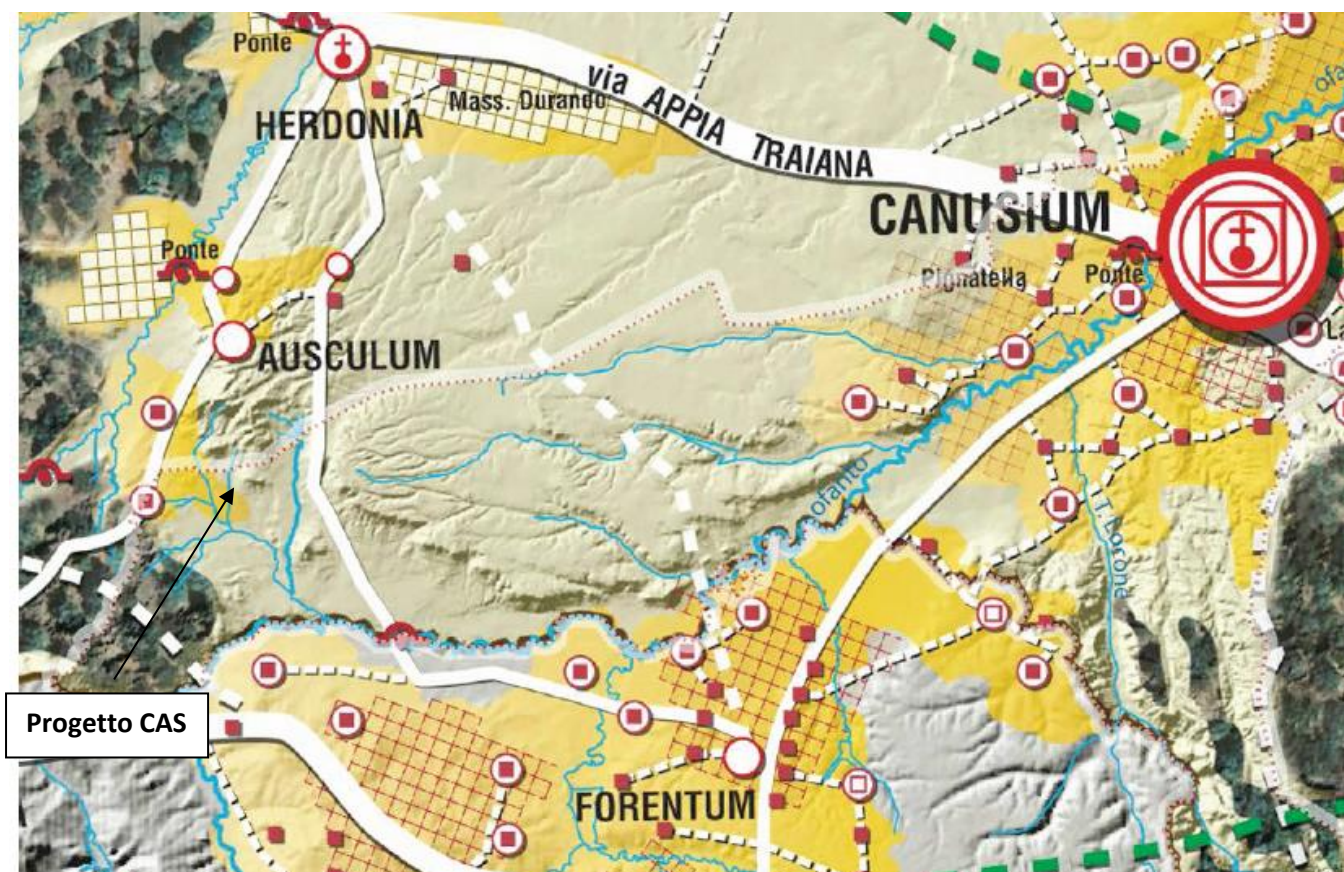 Ponte
HERDONIA
Mass. Durando
via APPIA TRAIANA
CANUSIUM
Ponte
Pignatella
Ponte
AUSCULUM
ofanto
T. Locone
Progetto CAS
FORENTUM